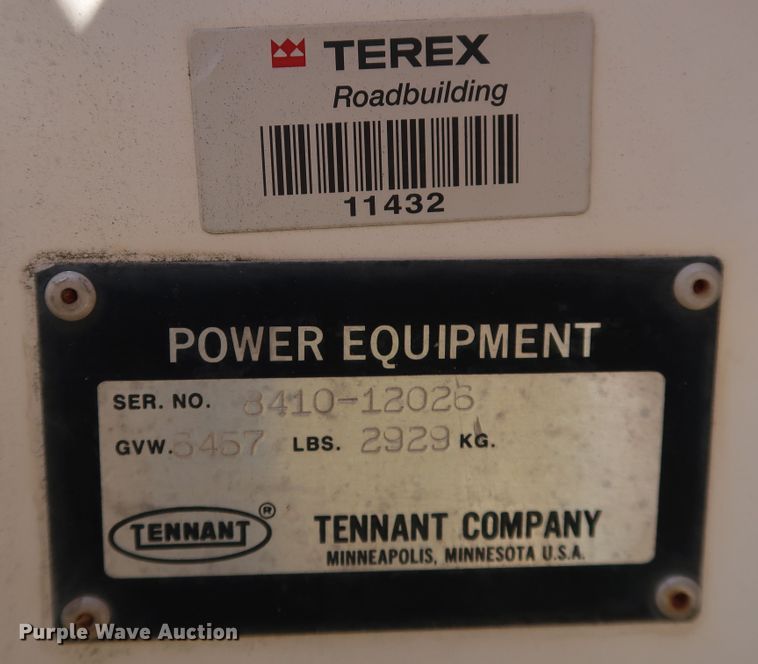 TEREX
Roadbuilding
11432
POWER EQUIPMENT
SER. NO. 8410-12026
GVW. 6457 LBS. 2929 KG.
TENNANT ®
TENNANT COMPANY
MINNEAPOLIS, MINNESOTA U.S.A.
Purple Wave Auction